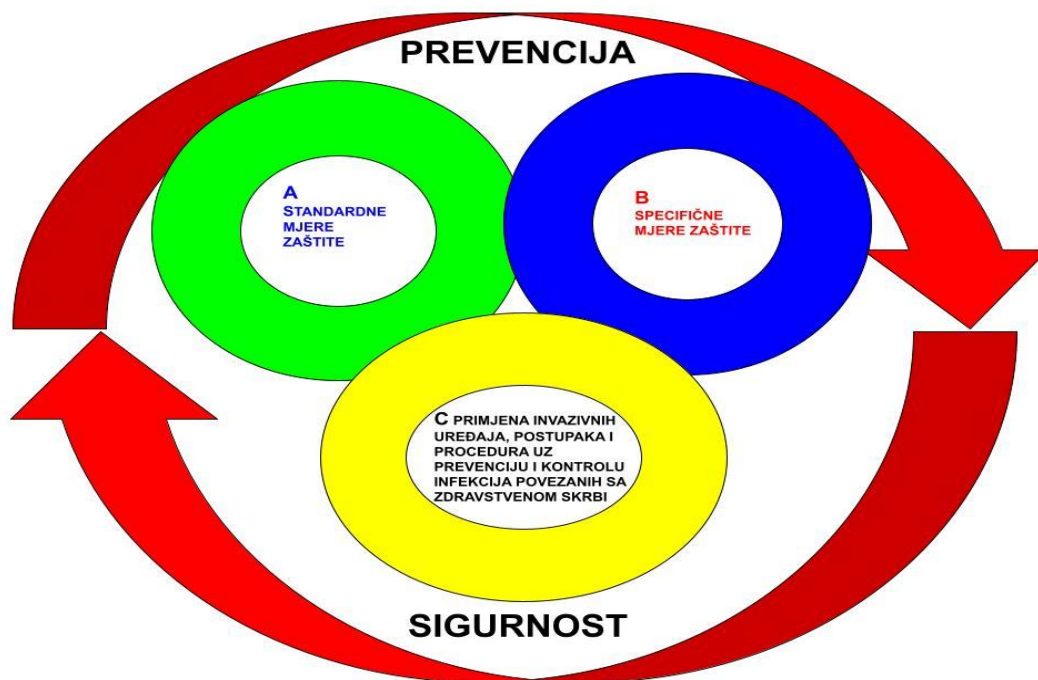 PREVENCIJA
A
STANDARDNE
MJERE
ZAŠTITE
B
SPECIFIČNE
MJERE ZAŠTITE
C PRIMJENA INVAZIVNIH
UREĐAJA, POSTUPAKA I
PROCEDURA UZ
PREVENCIJU I KONTROLU
INFEKCIJA POVEZANIH SA
ZDRAVSTVENOM SKRBI
SIGURNOST